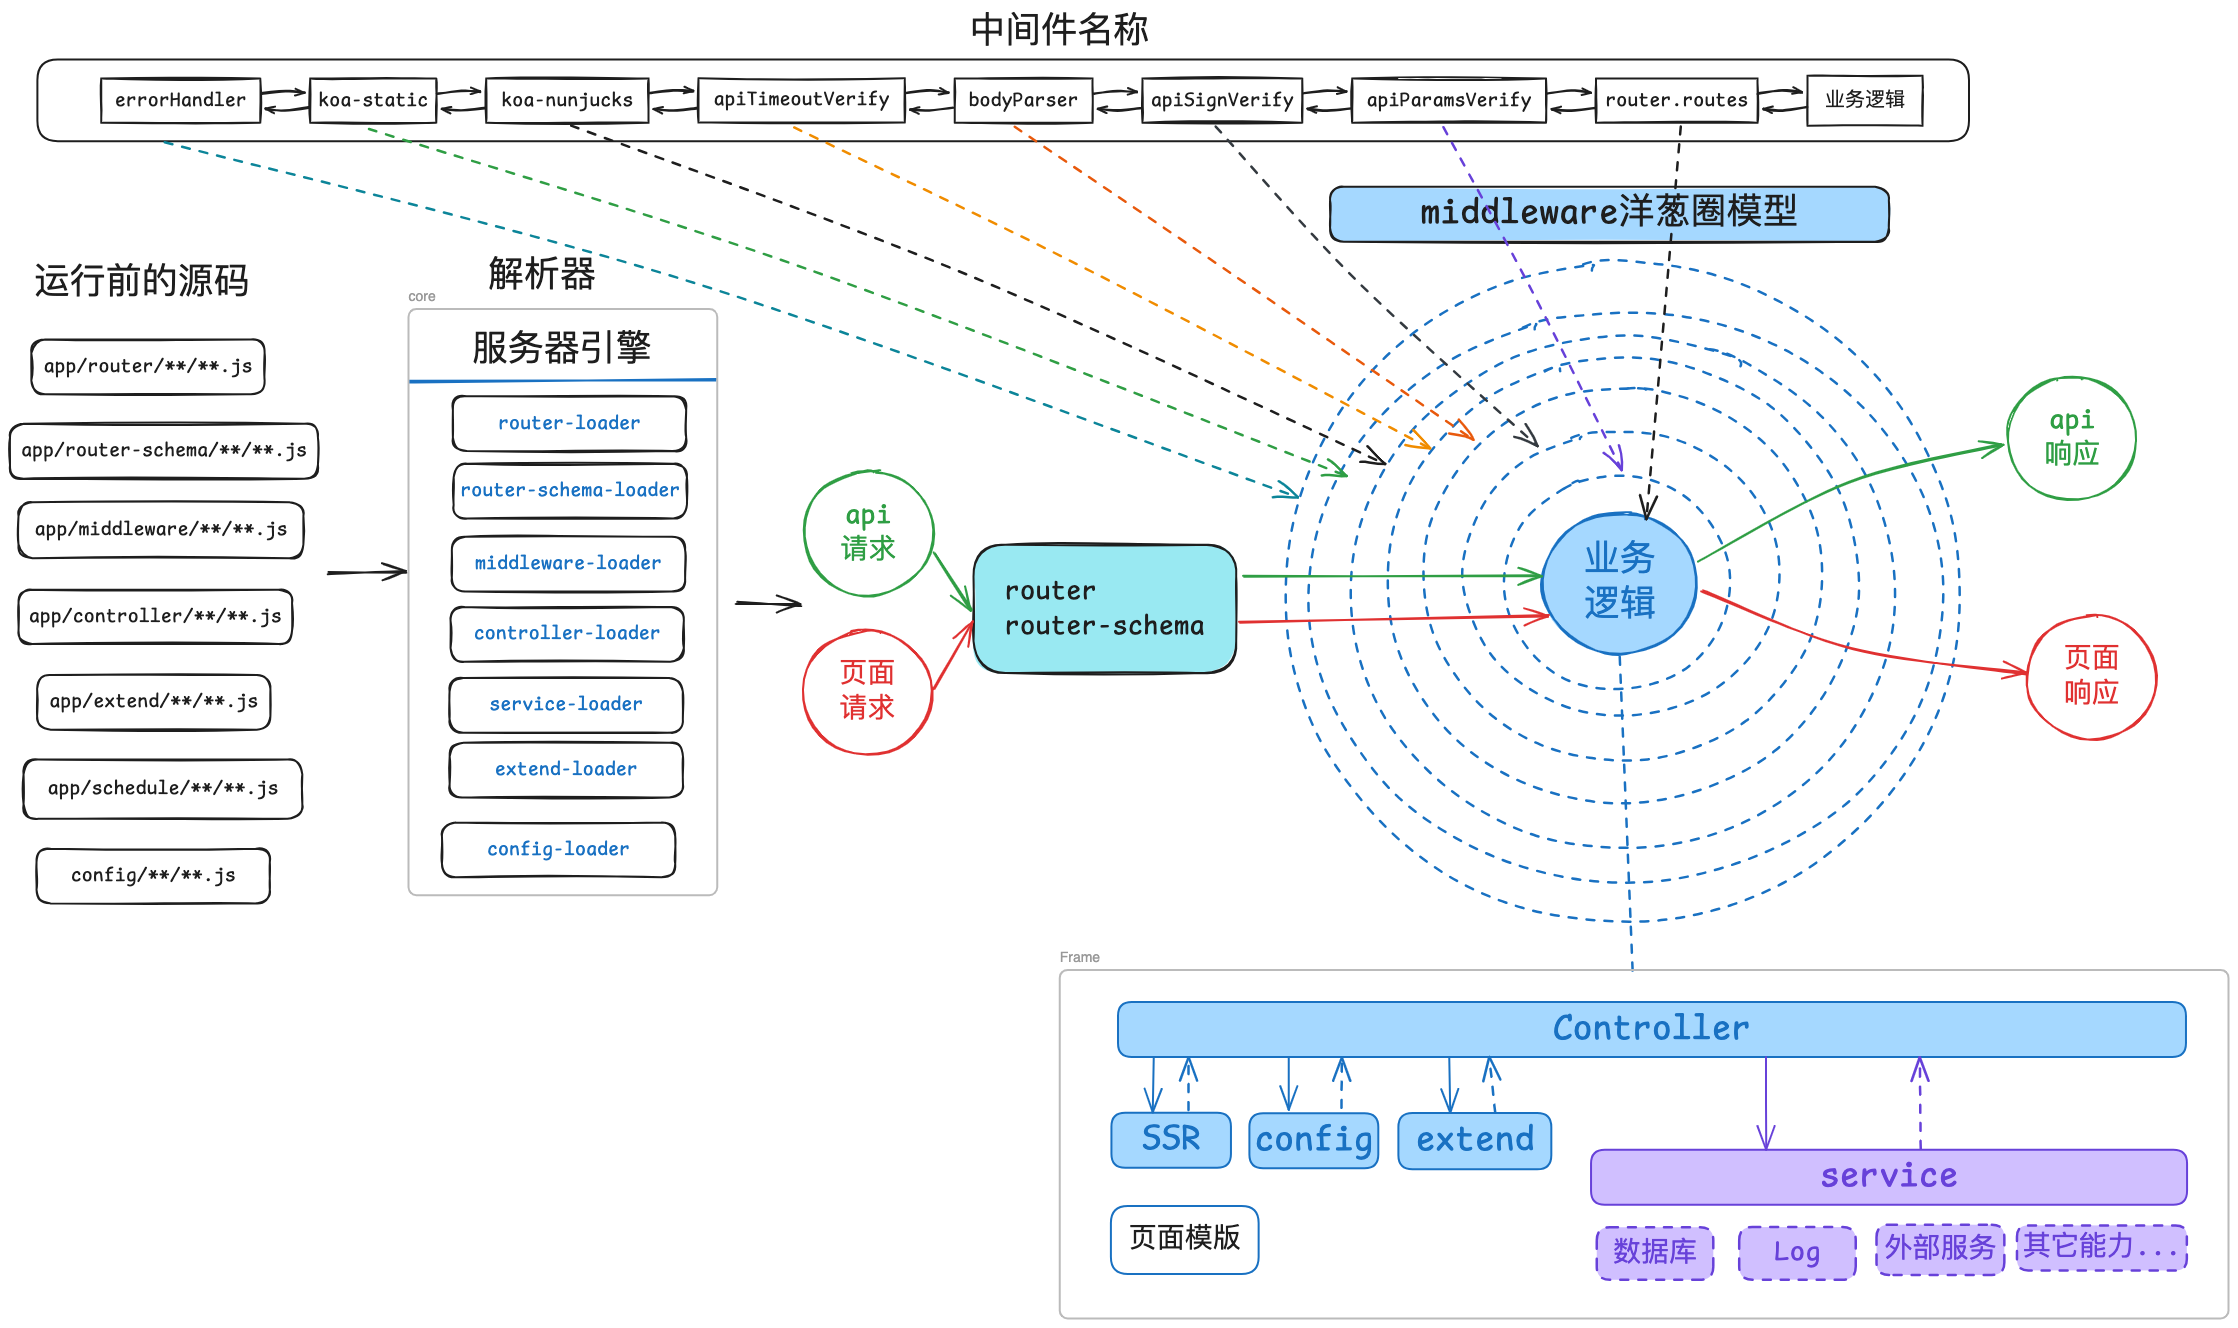 中间件名称
errorHandler
koa-static
koa-nunjucks
apiTimeoutVerify
bodyParser
apiSignVerify
apiParamsVerify
router.routes
业务逻辑
middleware洋葱圈模型
运行前的源码
app/router/**/**.js
app/router-schema/**/**.js
app/middleware/**/**.js
app/controller/**/**.js
app/extend/**/**.js
app/schedule/**/**.js
config/**/**.js
解析器
core
服务器引擎
router-loader
router-schema-loader
middleware-loader
controller-loader
service-loader
extend-loader
config-loader
api
请求
页面
请求
router
router-schema
业务
逻辑
api
响应
页面
响应
Frame
Controller
SSR
config
extend
service
页面模版
数据库
Log
外部服务
其它能力...